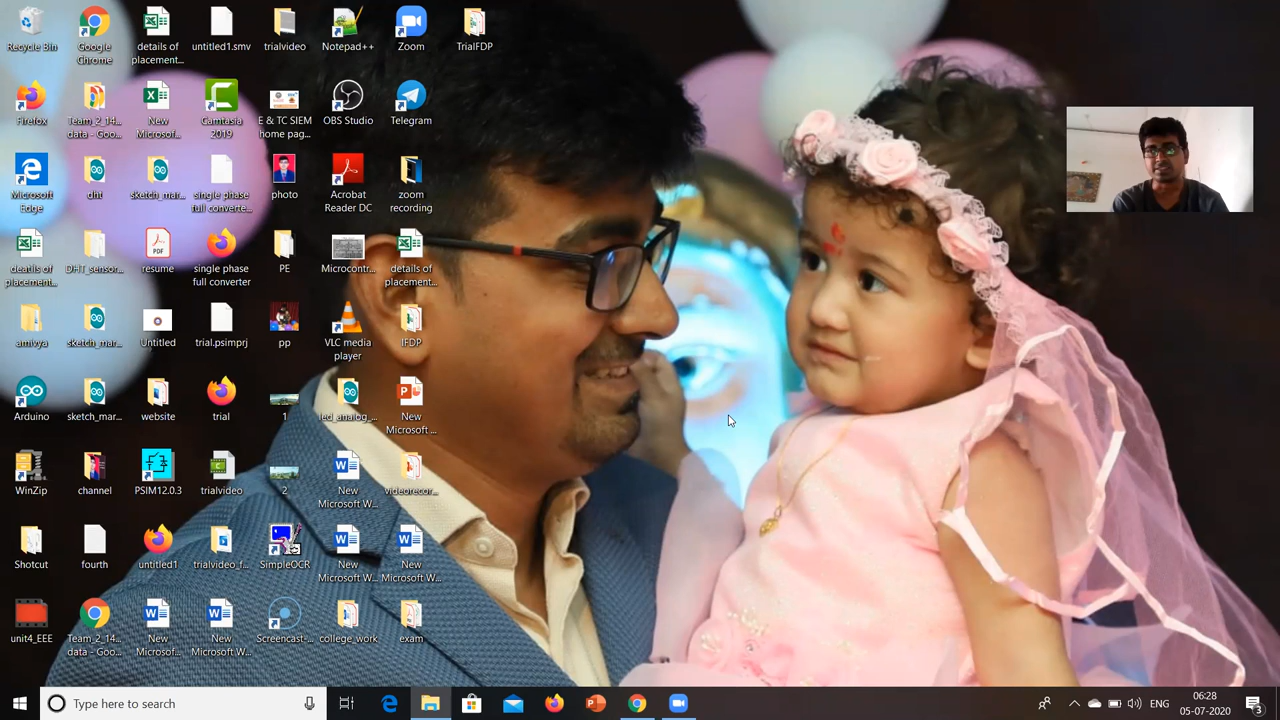 Recycle Bin
Google
Chrome
details of
placement...
untitled1.smv
trialvideo
Notepad++
Zoom
TrialFDP
Firefox
Team_2_14...
data - Goo...
New
Microsof...
Camtasia
2019
E & TC SIEM
home pag...
OBS Studio
Telegram
Microsoft
Edge
dht
sketch_mar...
single phase
full converte...
photo
Acrobat
Reader DC
zoom
recording
deatils of
placement...
DHT_sensor...
resume
single phase
full converter
PE
Microcontr...
details of
placement...
amivya
sketch_mar...
Untitled
trial.psimprj
pp
VLC media
player
IFDP
Arduino
sketch_mar...
website
trial
1
led_analog_...
New
Microsoft ...
WinZip
channel
PSIM12.0.3
trialvideo
2
New
Microsoft W...
videorecor...
Shotcut
fourth
untitled1
trialvideo_f...
SimpleOCR
New
Microsoft W...
New
Microsoft W...
unit4_EEE
Team_2_14...
data - Goo...
New
Microsof...
New
Microsoft W...
Screencast-...
college_work
exam
Type here to search
ENG
06:28
05-07-2020
3